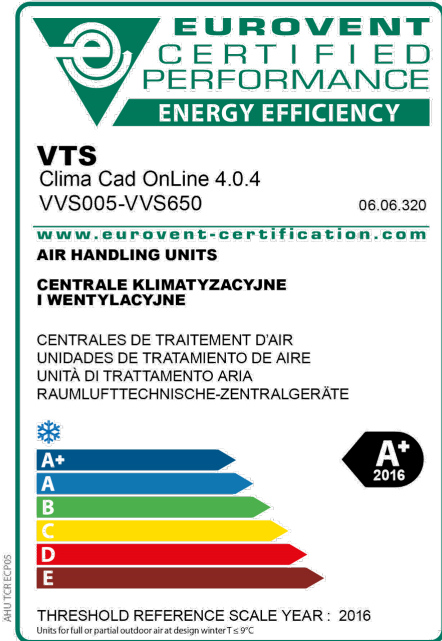 EUROVENT
CERTIFIED
PERFORMANCE
ENERGY EFFICIENCY
VTS
Clima Cad OnLine 4.0.4
VVS005-VVS650
06.06.320
www.eurovent-certification.com
AIR HANDLING UNITS
CENTRALE KLIMATYZACYJNE
I WENTYLACYJNE
CENTRALES DE TRAITEMENT D'AIR
UNIDADES DE TRATAMIENTO DE AIRE
UNITÀ DI TRATTAMENTO ARIA
RAUMLUFTTECHNISCHE-ZENTRALGERÄTE
A+
A
B
C
D
E
A+
2016
THRESHOLD REFERENCE SCALE YEAR : 2016
Units for full or partial outdoor air at design winter T ≤ 9°C
AHU TCR ECP05